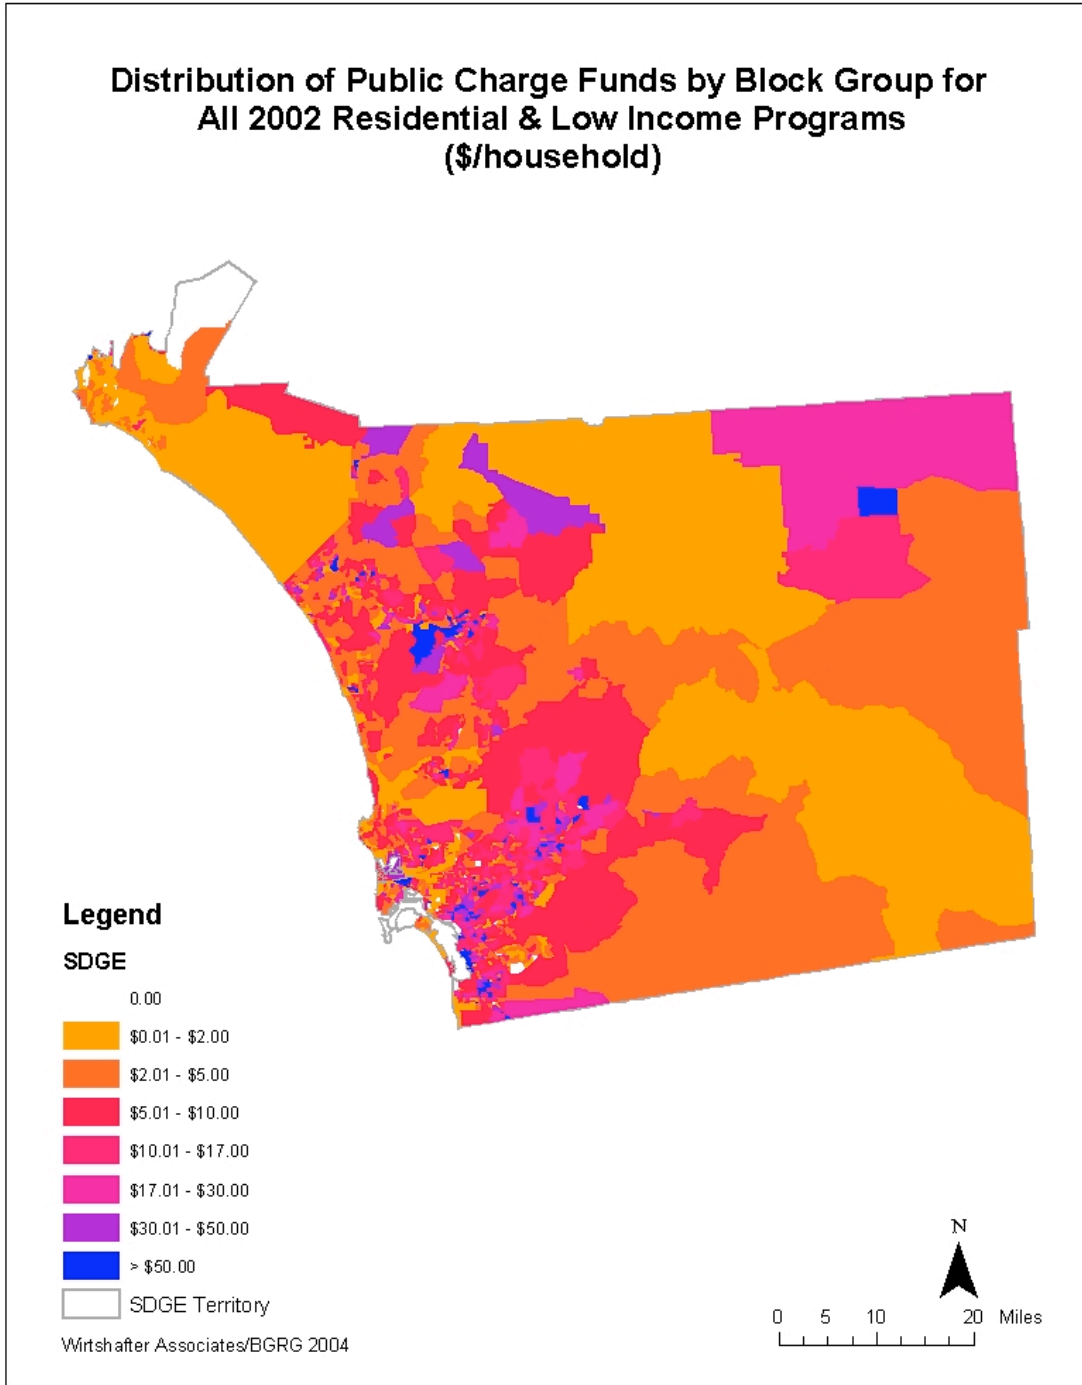 Distribution of Public Charge Funds by Block Group for
All 2002 Residential & Low Income Programs
($/household)
Legend
SDGE
0.00
$0.01 - $2.00
$2.01 - $5.00
$5.01 - $10.00
$10.01 - $17.00
$17.01 - $30.00
$30.01 - $50.00
> $50.00
SDGE Territory
Wirtshafter Associates/BGRG 2004
N
0 5 10 20 Miles